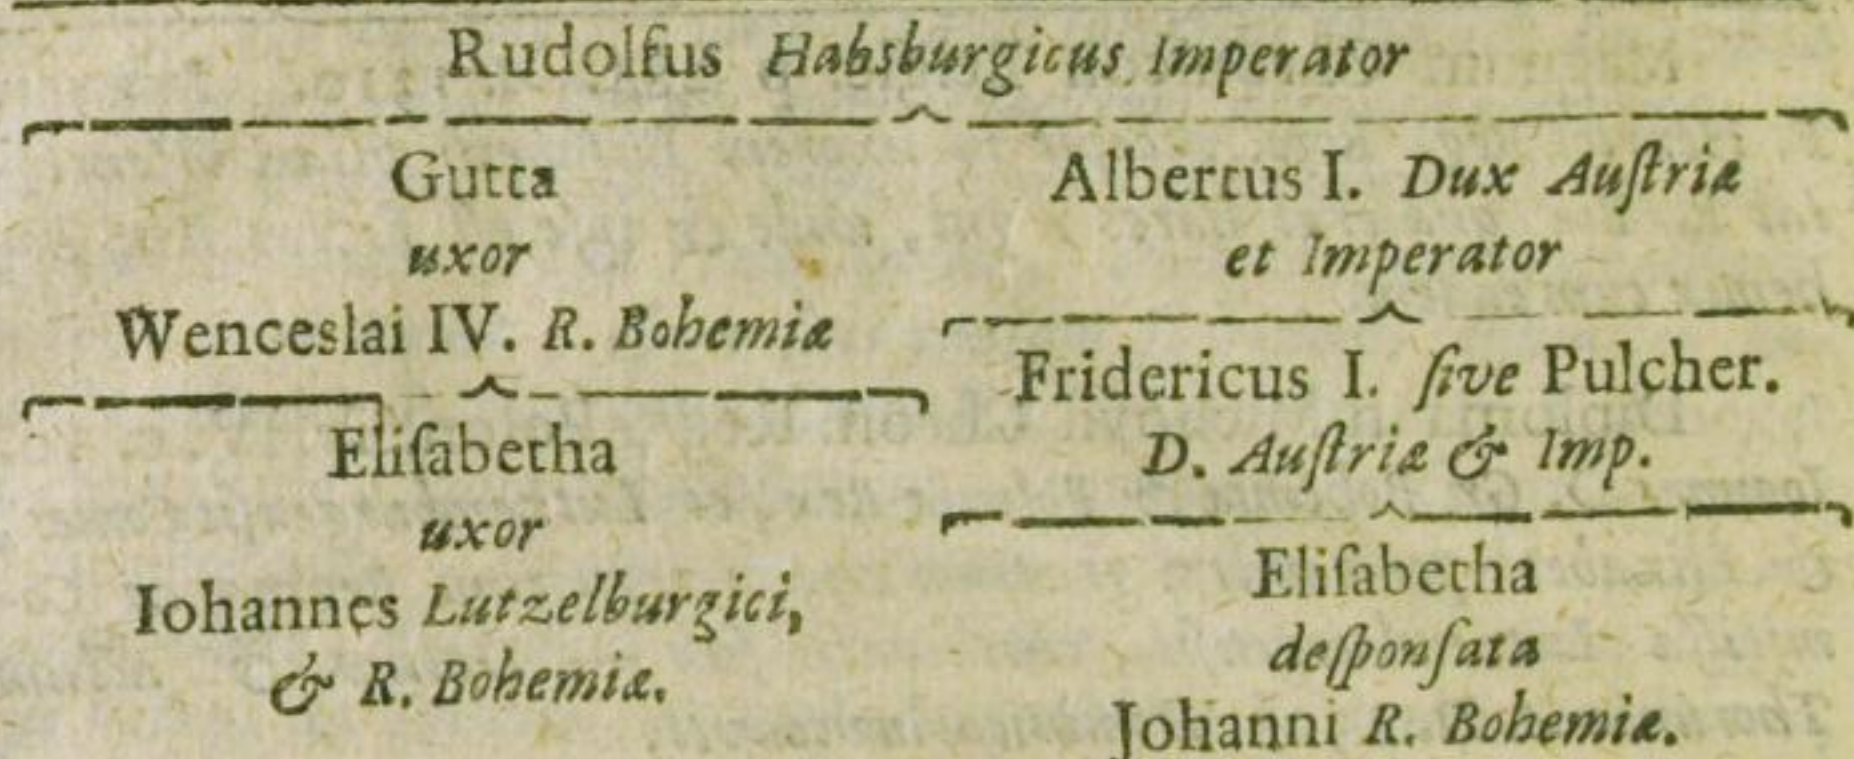 Rudolfus Habsburgicus Imperator
Gutta
uxor
Wenceslai IV. R. Bohemiæ
Eliſabetha
uxor
Iohannes Lutzelburgici,
& R. Bohemiæ.
Albertus I. Dux Auſtriæ
et Imperator
Fridericus I. ſive Pulcher.
D. Auſtriæ & Imp.
Eliſabetha
deſponſata
Johanni R. Bohemiæ.